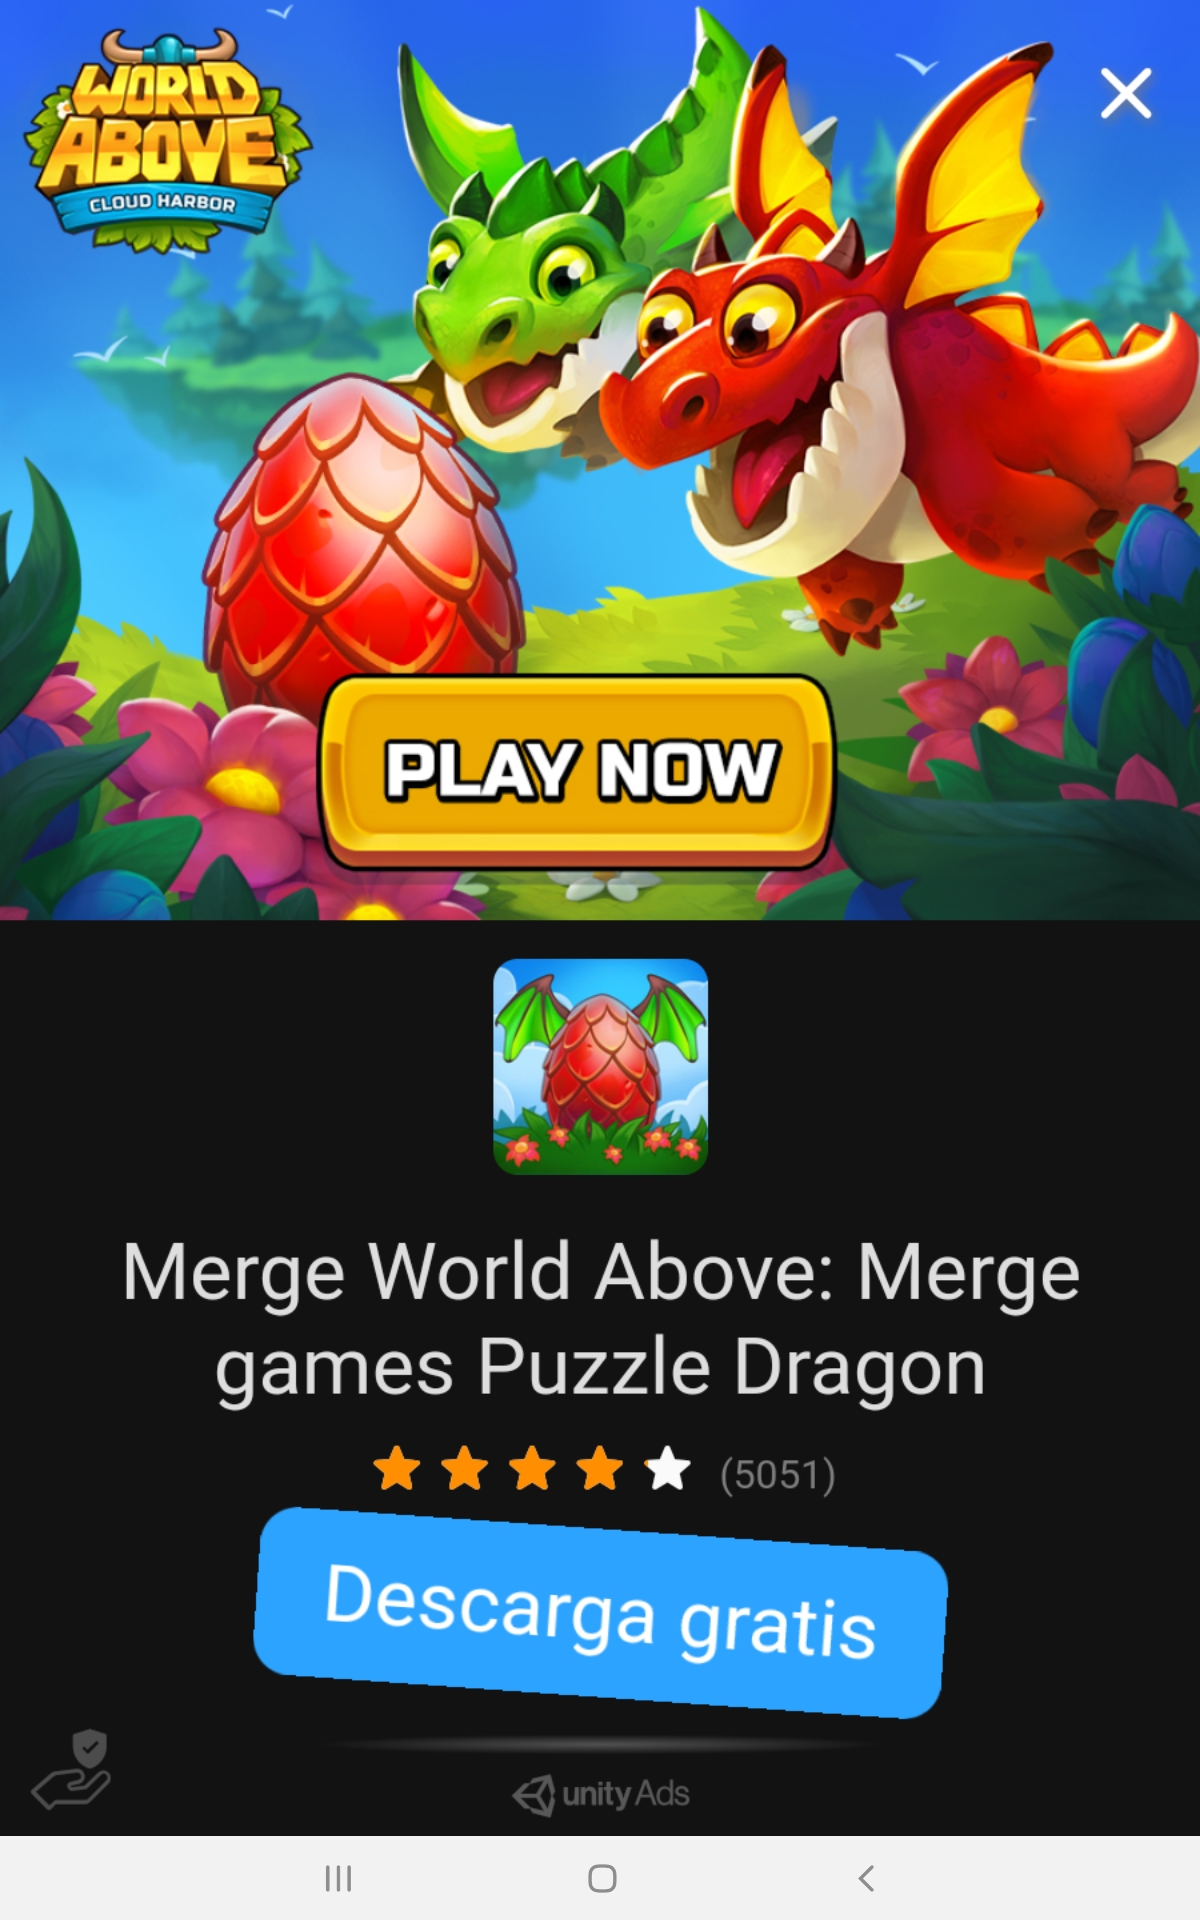 WORLD
ABOVE
CLOUD HARBOR
PLAY NOW
Merge World Above: Merge
games Puzzle Dragon
(5051)
Descarga gratis
unity Ads